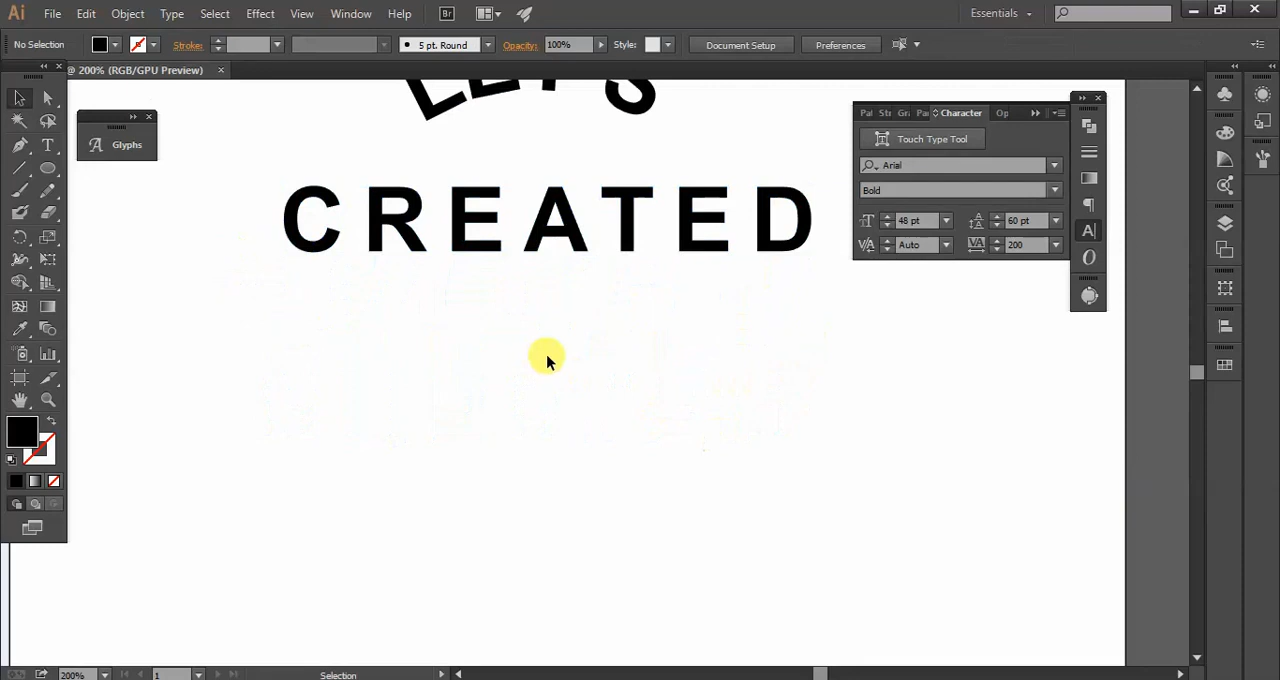 Ai File Edit Object Type Select Effect View Window Help Br Essentials
No Selection Stroke: 5 pt. Round Opacity: 100% Style: Document Setup Preferences
@ 200% (RGB/GPU Preview)
LET'S
CREATED
A Glyphs
Character
Touch Type Tool
Arial
Bold
48 pt 60 pt
Auto 200
200% 1 Selection